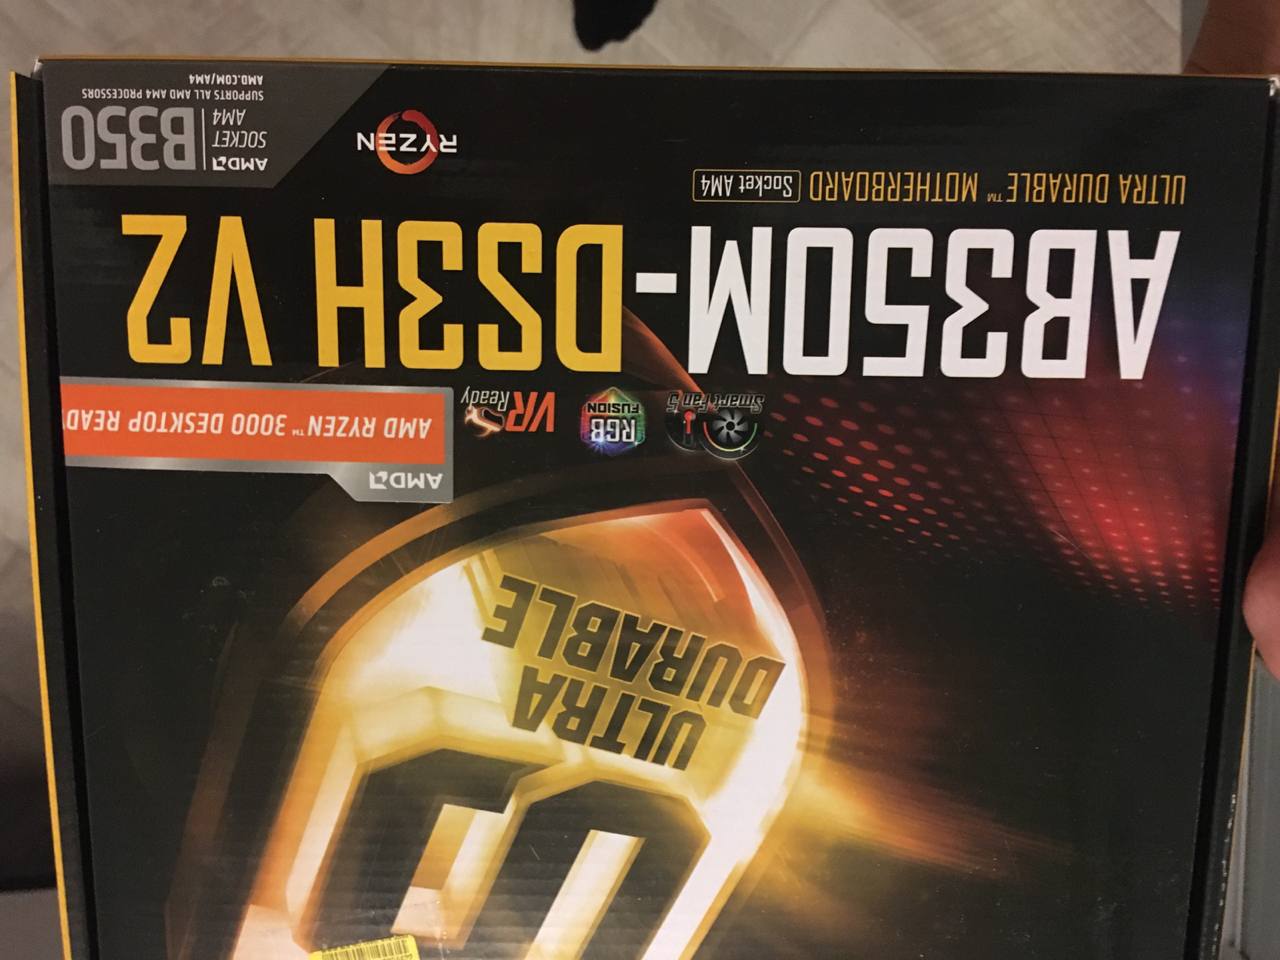 ULTRA DURABLE™ MOTHERBOARD Socket AM4
AB350M-DS3H V2
RYZEN
AMD
SOCKET
AM4
B350
SUPPORTS ALL AMD AM4 PROCESSORS
AMD.COM/AM4
Smart Fan 5
RGB
FUSION
VR Ready
AMD
AMD RYZEN™ 3000 DESKTOP READY
ULTRA
DURABLE